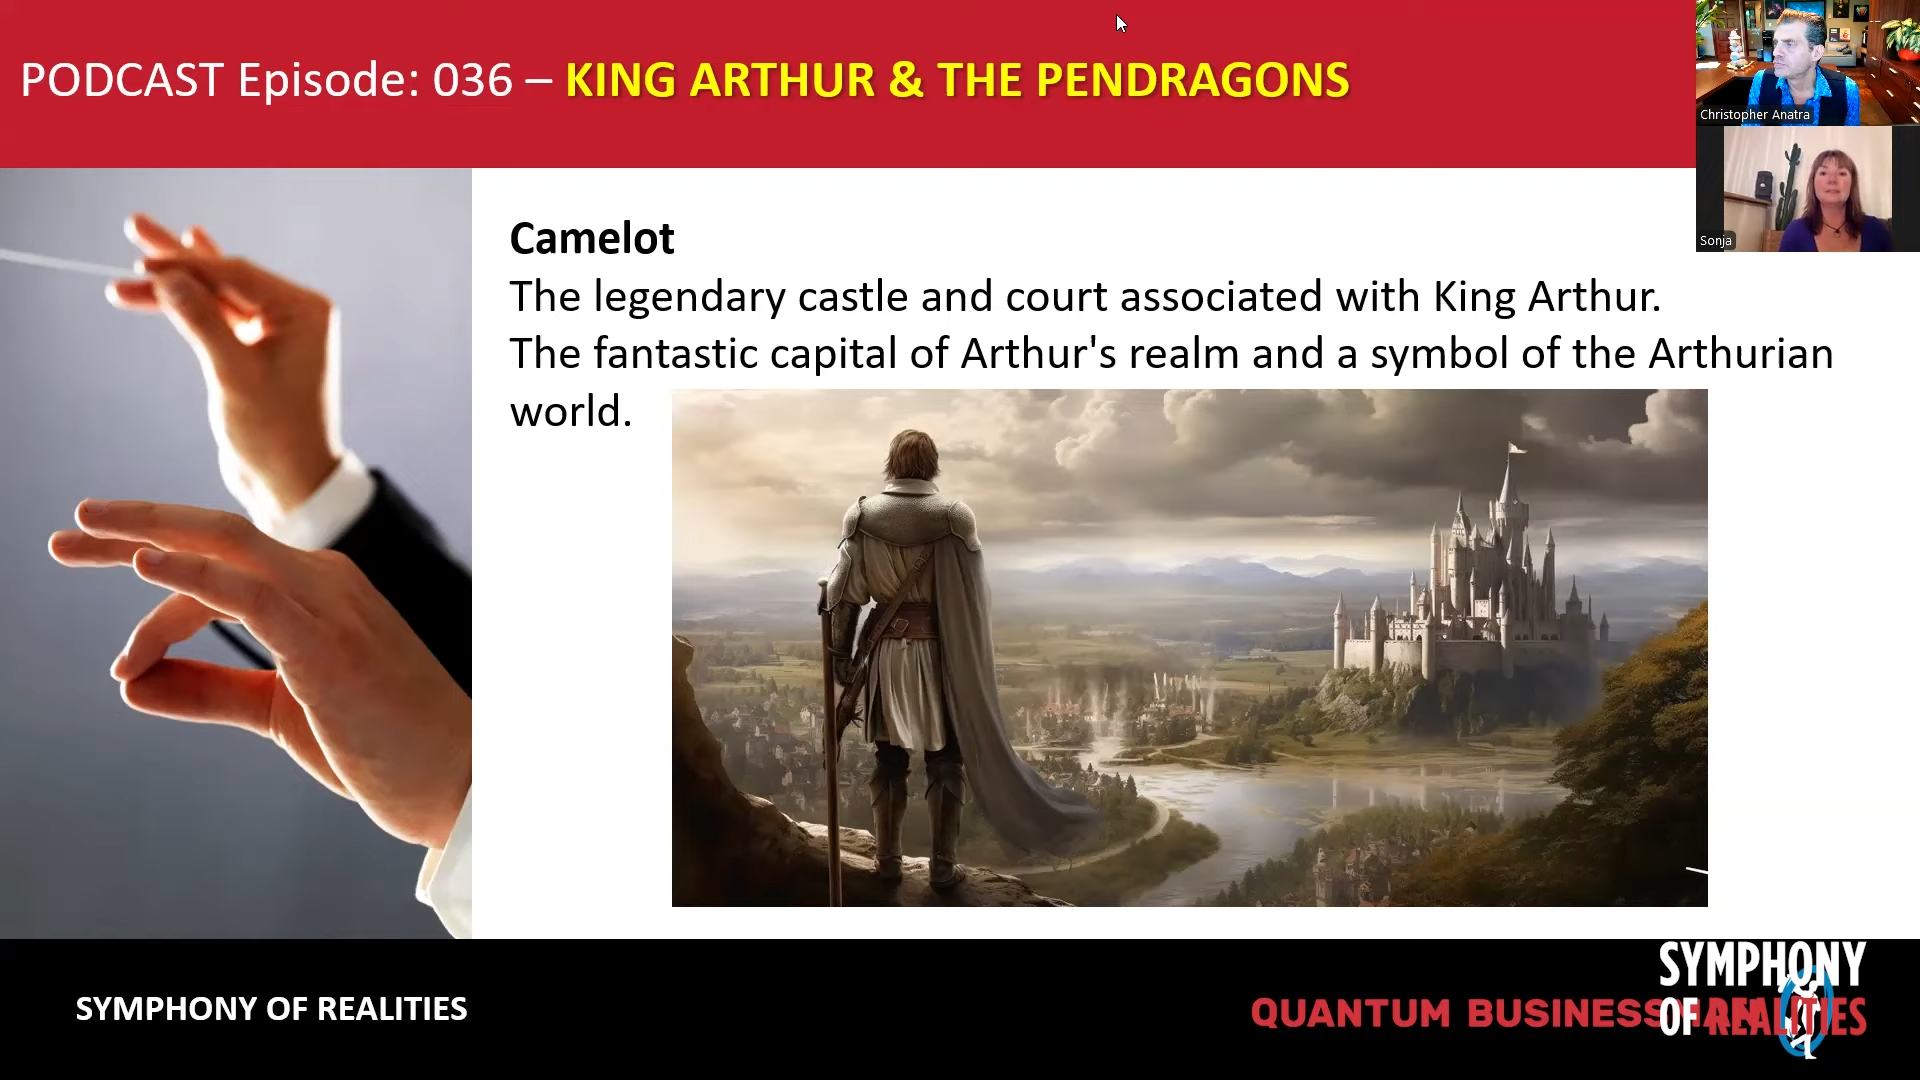 PODCAST Episode: 036 – KING ARTHUR & THE PENDRAGONS
Christopher Anatra
Sonja
Camelot
The legendary castle and court associated with King Arthur.
The fantastic capital of Arthur's realm and a symbol of the Arthurian
world.
SYMPHONY OF REALITIES
QUANTUM BUSINESS
SYMPHONY
OF REALITIES